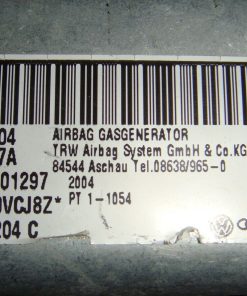 04 AIRBAG GASGENERATOR
7A TRW Airbag System GmbH & Co.KG
01297 84544 Aschau Tel.08638/965-0
VCJ8Z* 2004
204 C PT 1-1054